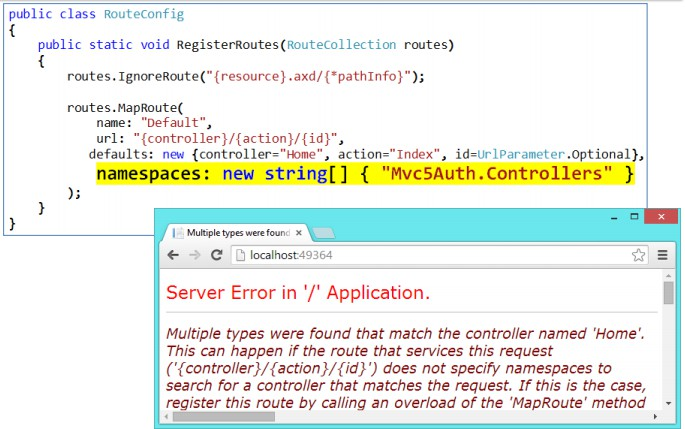 public class RouteConfig
{
    public static void RegisterRoutes(RouteCollection routes)
    {
        routes.IgnoreRoute("{resource}.axd/{*pathInfo}");
        routes.MapRoute(
            name: "Default",
            url: "{controller}/{action}/{id}",
            defaults: new {controller="Home", action="Index", id=UrlParameter.Optional},
            namespaces: new string[] { "Mvc5Auth.Controllers" }
        );
    }
}
Multiple types were found
localhost:49364
Server Error in '/' Application.
Multiple types were found that match the controller named 'Home'.
This can happen if the route that services this request
('{controller}/{action}/{id}') does not specify namespaces to
search for a controller that matches the request. If this is the case,
register this route by calling an overload of the 'MapRoute' method